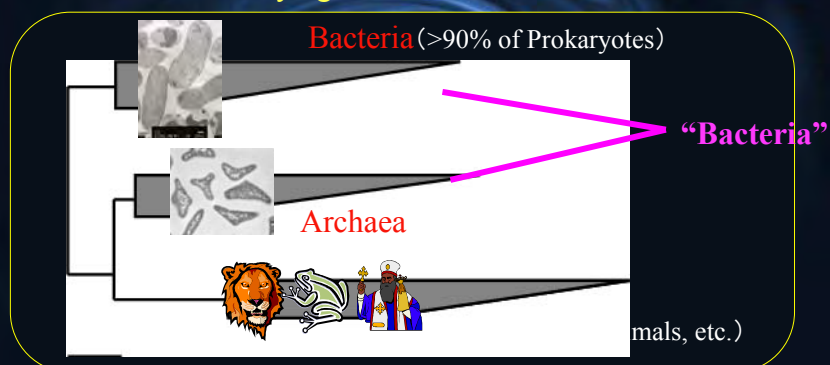 Bacteria（>90% of Prokaryotes）
“Bacteria”
Archaea
mals, etc.）